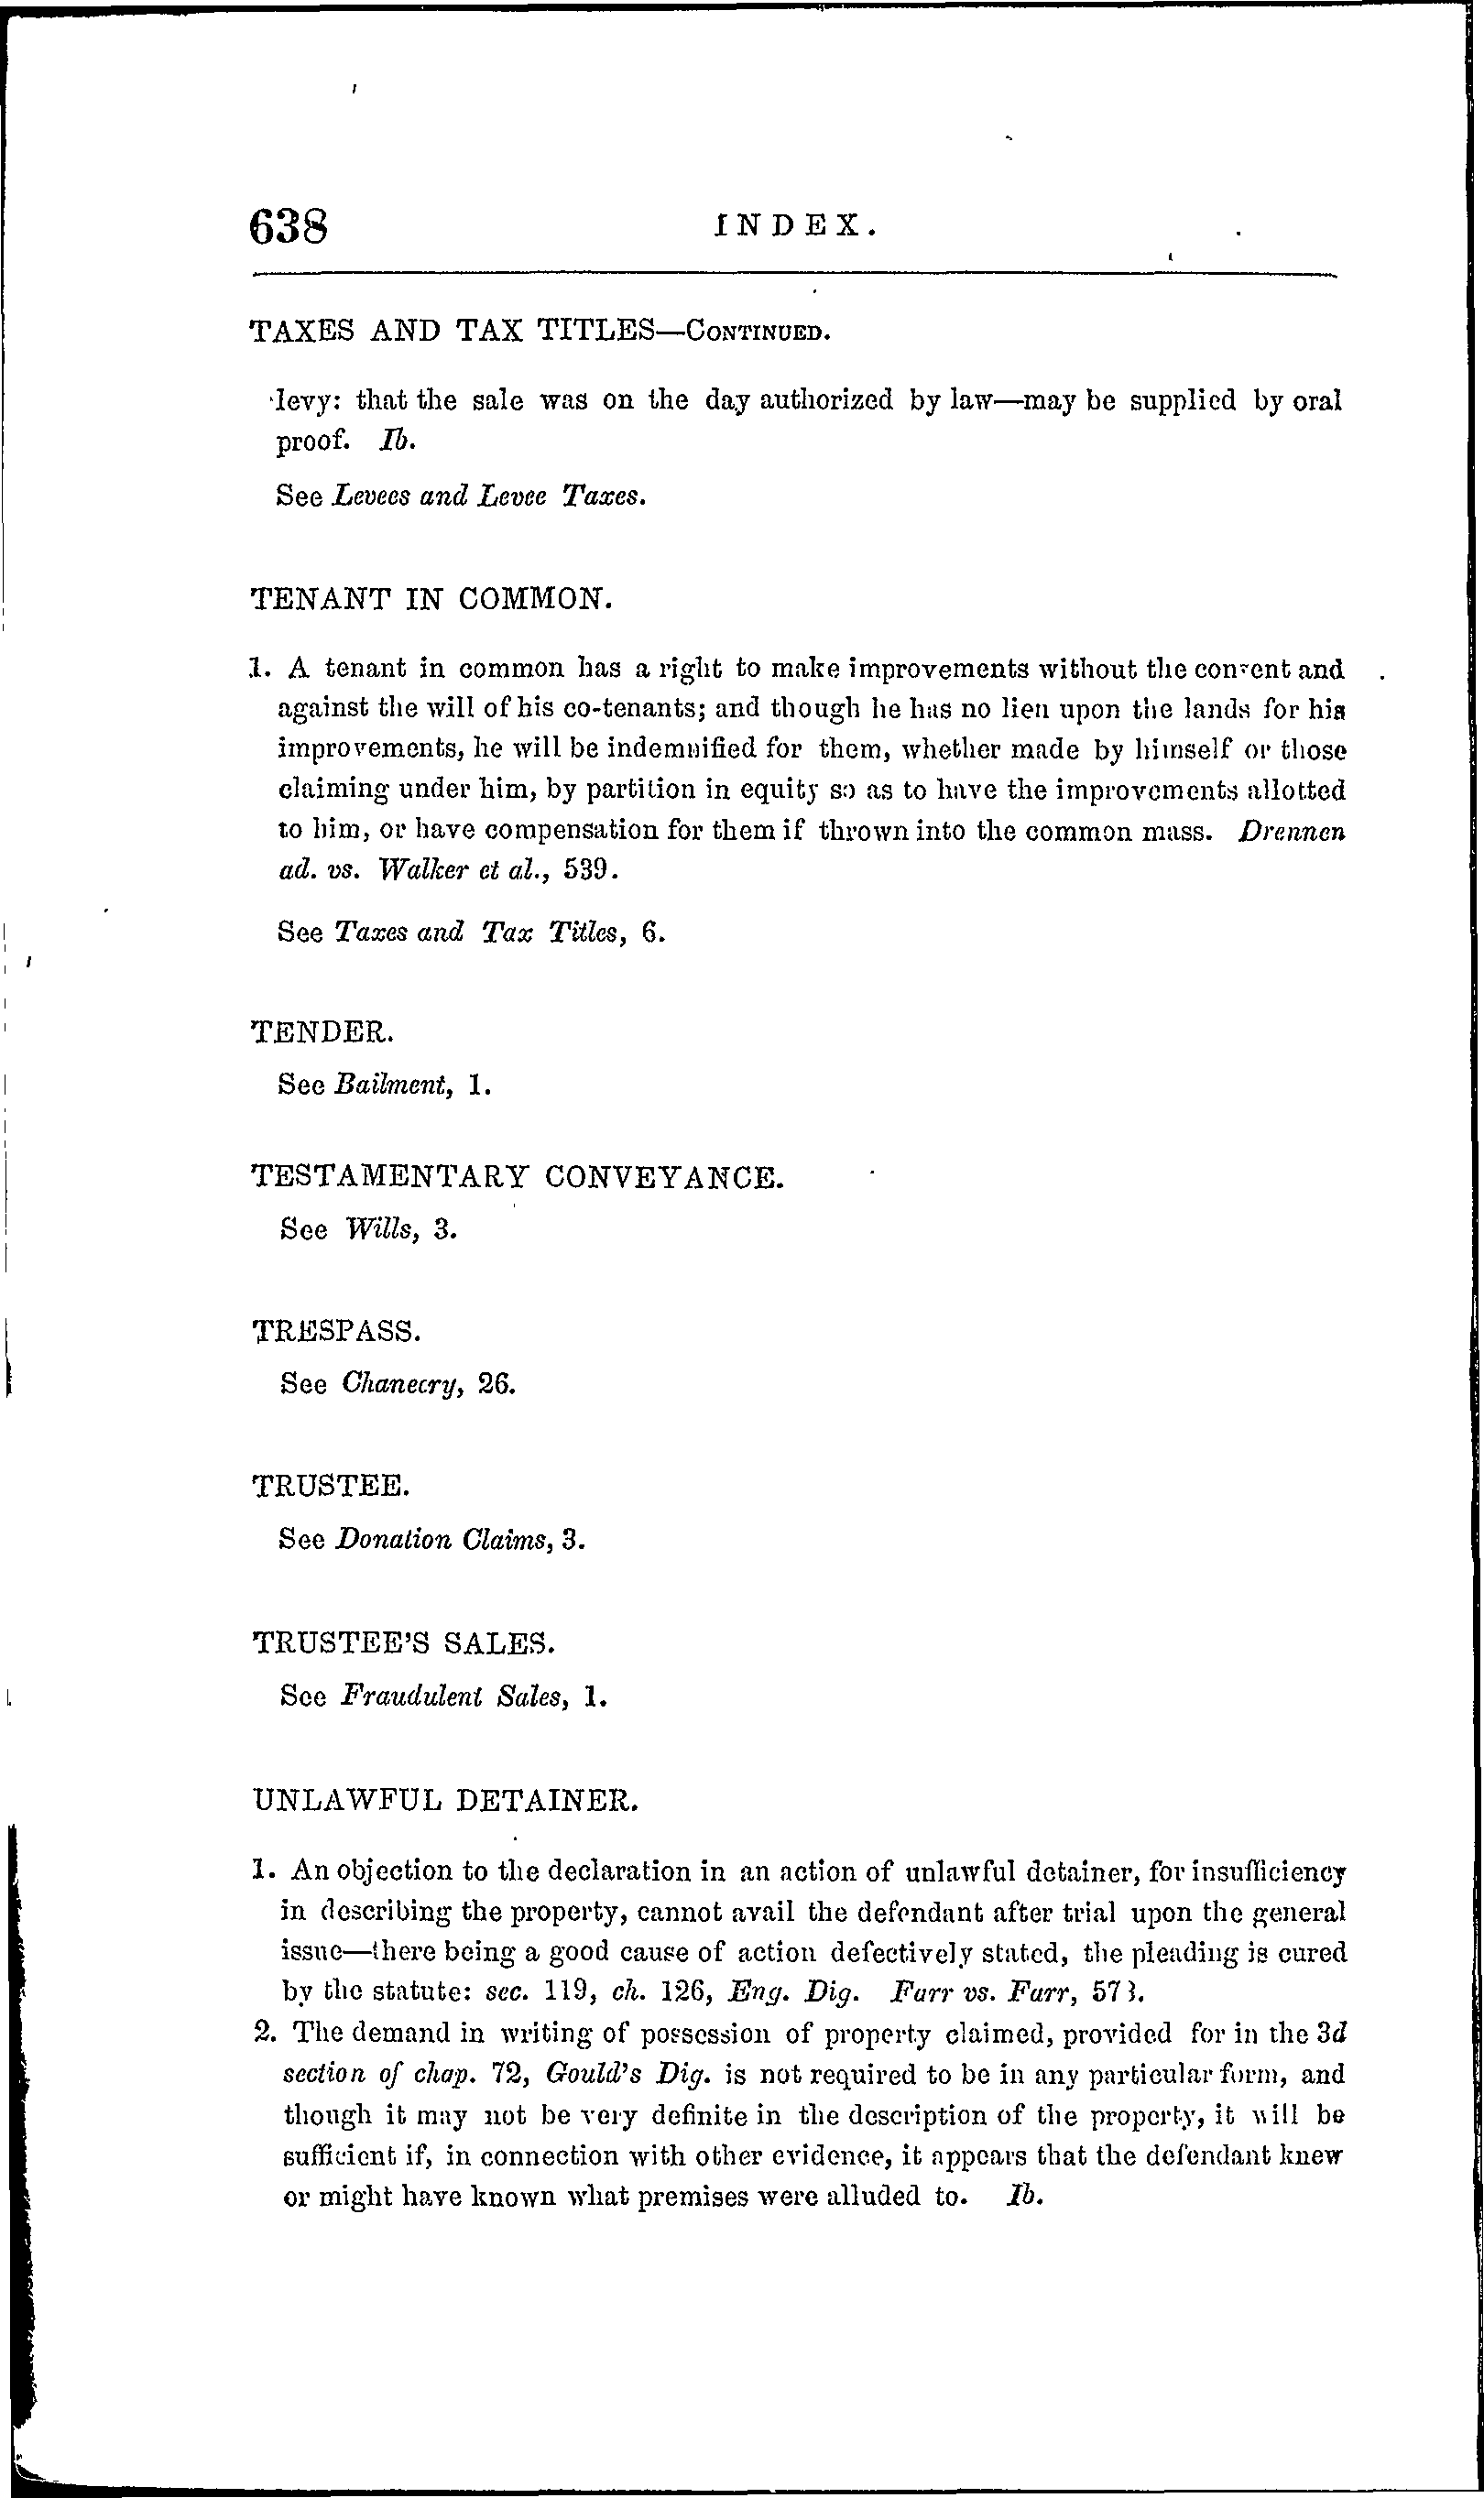 638 INDEX.
TAXES AND TAX TITLES—CONTINUED.
levy: that the sale was on the day authorized by law—may be supplied by oral
proof. Ib.
See Levees and Levee Taxes.
TENANT IN COMMON.
1. A tenant in common has a right to make improvements without the consent and
against the will of his co-tenants; and though he has no lien upon the lands for his
improvements, he will be indemnified for them, whether made by himself or those
claiming under him, by partition in equity so as to have the improvements allotted
to him, or have compensation for them if thrown into the common mass. Drennen
ad. vs. Walker et al., 539.
See Taxes and Tax Titles, 6.
TENDER.
See Bailment, 1.
TESTAMENTARY CONVEYANCE.
See Wills, 3.
TRESPASS.
See Chanecry, 26.
TRUSTEE.
See Donation Claims, 3.
TRUSTEE'S SALES.
See Fraudulent Sales, 1.
UNLAWFUL DETAINER.
1. An objection to the declaration in an action of unlawful detainer, for insufficiency
in describing the property, cannot avail the defendant after trial upon the general
issue—there being a good cause of action defectively stated, the pleading is cured
by the statute: sec. 119, ch. 126, Eng. Dig. Farr vs. Farr,
2. The demand in writing of possession of property claimed, provided for in the 3d
section of chap. 72, Gould's Dig. is not required to be in any particular form, and
though it may not be very definite in the description of the property, it will be
sufficient if, in connection with other evidence, it appears that the defendant knew
or might have known what premises were alluded to. Ib.